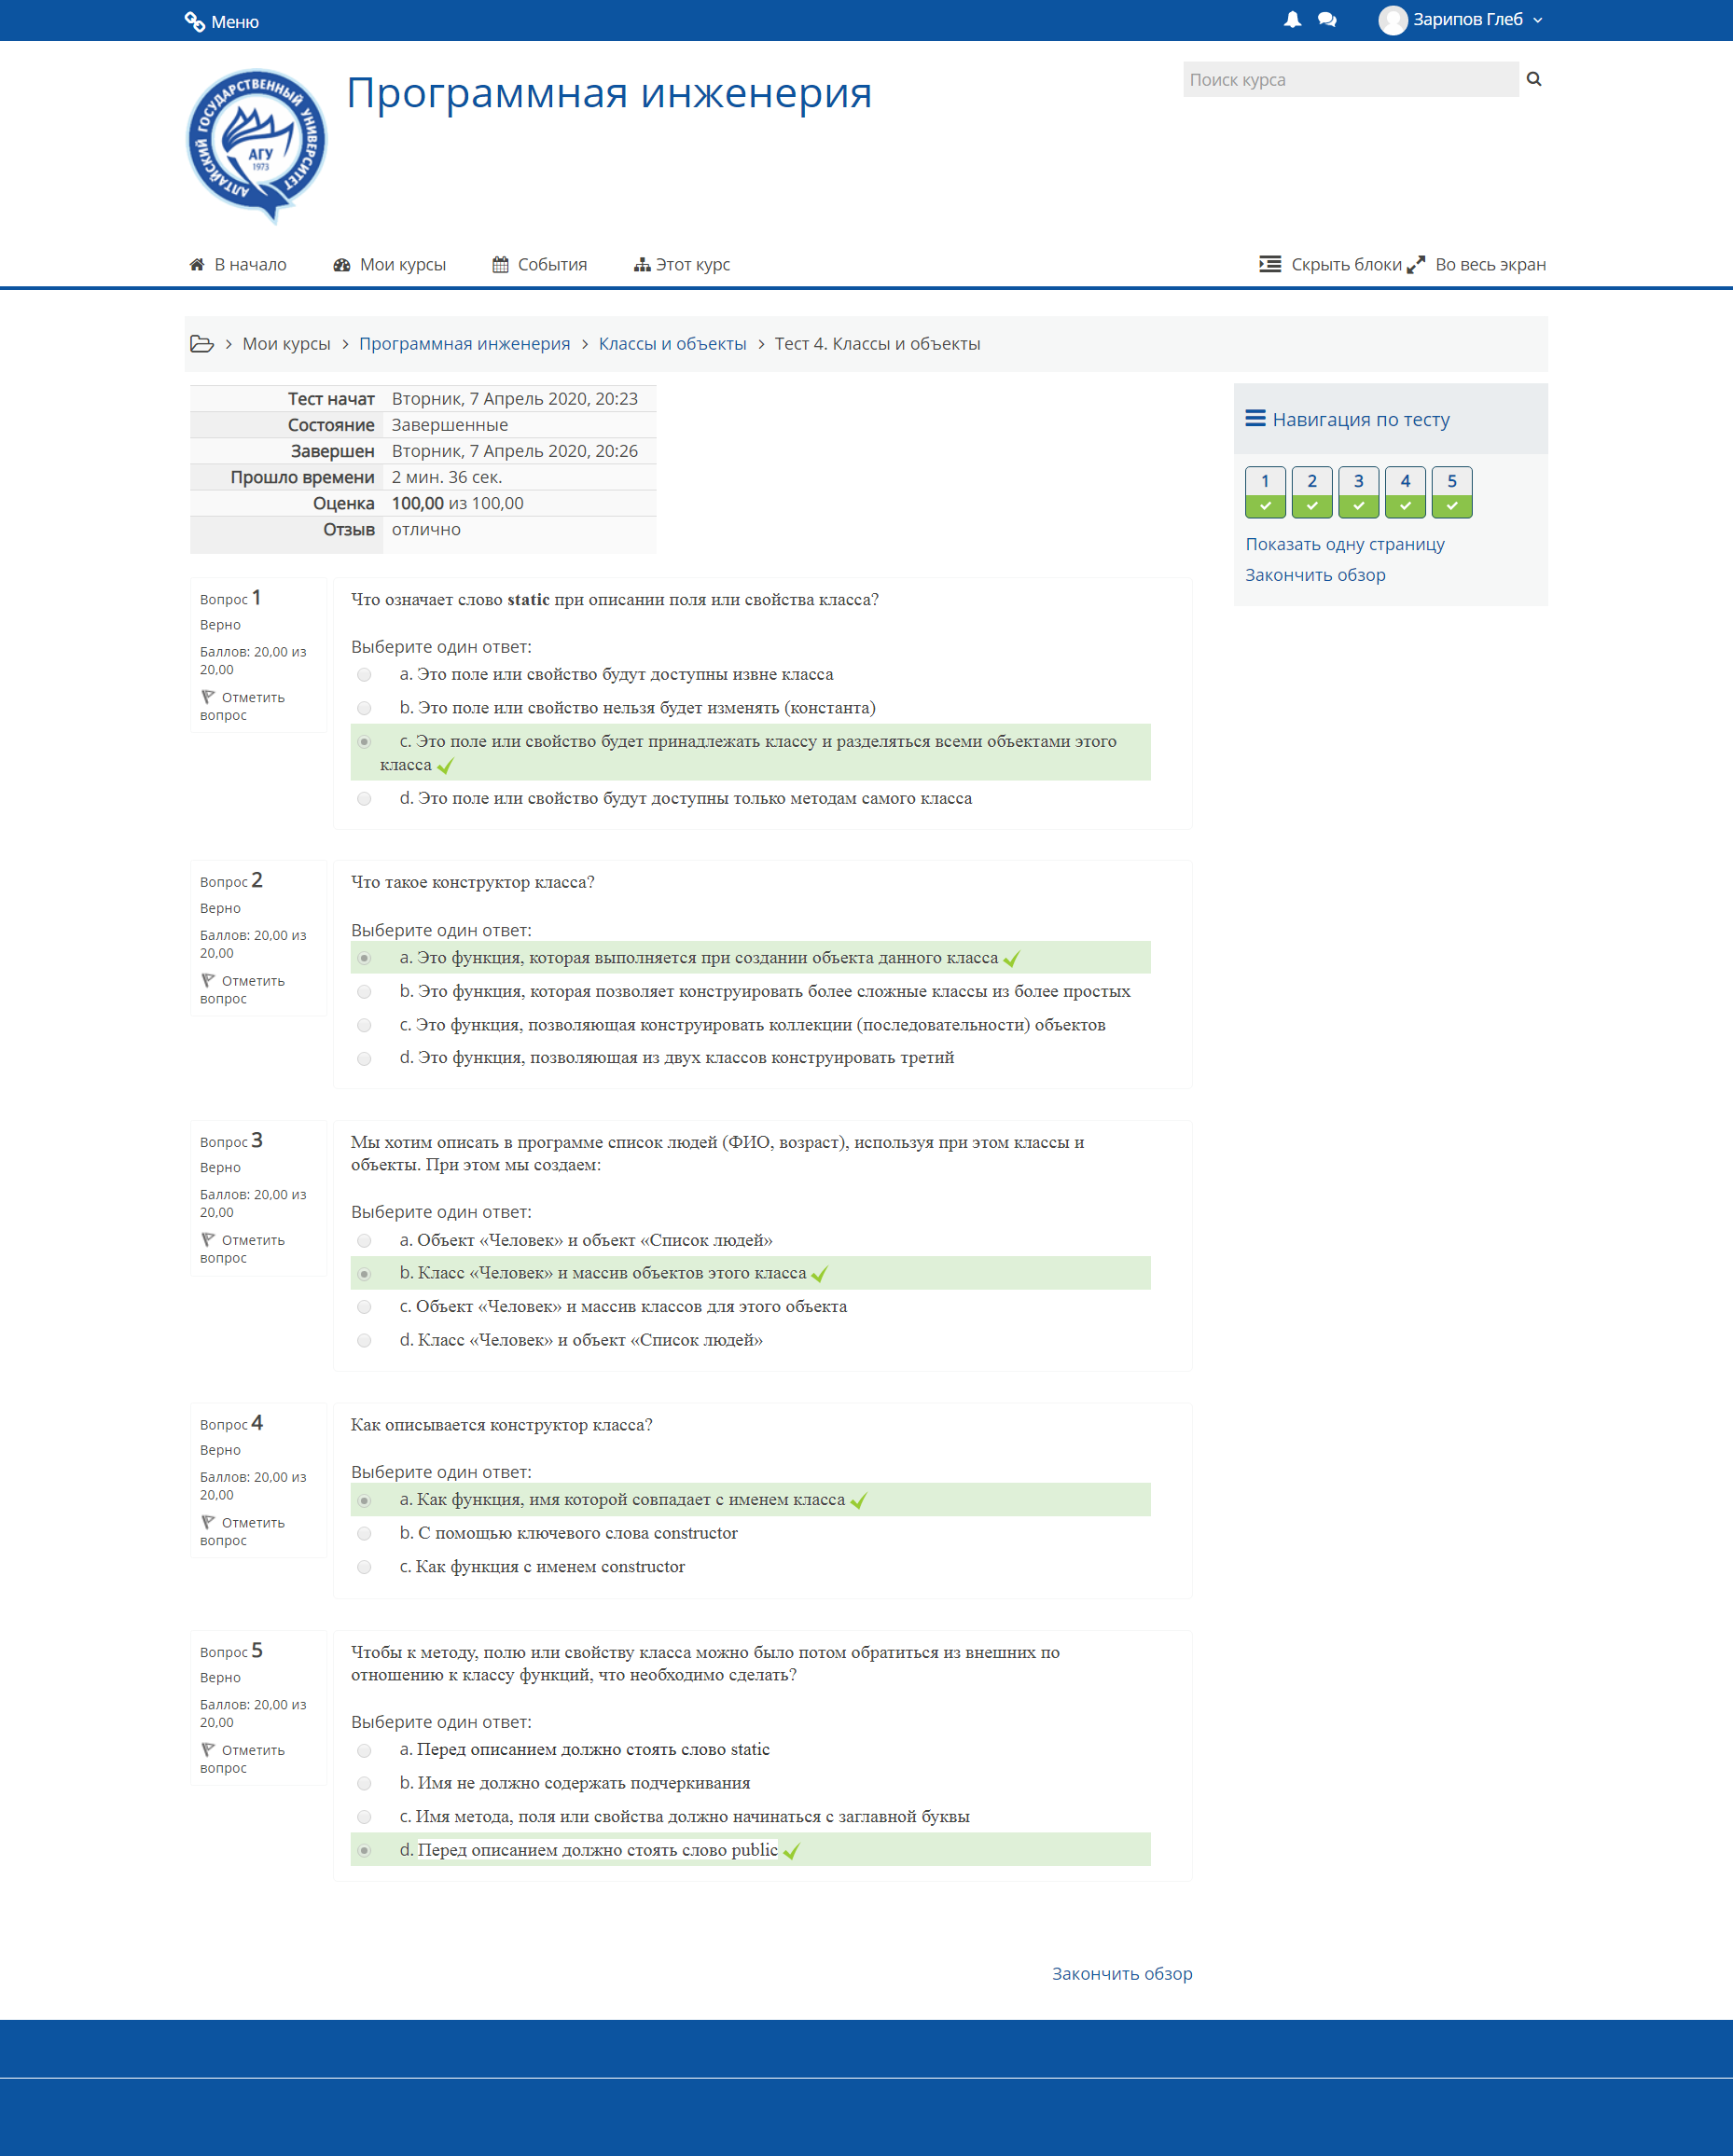 Меню
Зарипов Глеб
АЛТАЙСКИЙ ГОСУДАРСТВЕННЫЙ УНИВЕРСИТЕТ
АГУ
1973
Программная инженерия
Поиск курса
В начало
Мои курсы
События
Этот курс
Скрыть блоки
Во весь экран
Мои курсы
Программная инженерия
Классы и объекты
Тест 4. Классы и объекты
Тест начат Вторник, 7 Апрель 2020, 20:23
Состояние Завершенные
Завершен Вторник, 7 Апрель 2020, 20:26
Прошло времени 2 мин. 36 сек.
Оценка 100,00 из 100,00
Отзыв отлично
Навигация по тесту
1 2 3 4 5
Показать одну страницу
Закончить обзор
Вопрос 1
Верно
Баллов: 20,00 из
20,00
Отметить
вопрос
Что означает слово static при описании поля или свойства класса?
Выберите один ответ:
a. Это поле или свойство будут доступны извне класса
b. Это поле или свойство нельзя будет изменять (константа)
c. Это поле или свойство будет принадлежать классу и разделяться всеми объектами этого
класса
d. Это поле или свойство будут доступны только методам самого класса
Вопрос 2
Верно
Баллов: 20,00 из
20,00
Отметить
вопрос
Что такое конструктор класса?
Выберите один ответ:
a. Это функция, которая выполняется при создании объекта данного класса
b. Это функция, которая позволяет конструировать более сложные классы из более простых
c. Это функция, позволяющая конструировать коллекции (последовательности) объектов
d. Это функция, позволяющая из двух классов конструировать третий
Вопрос 3
Верно
Баллов: 20,00 из
20,00
Отметить
вопрос
Мы хотим описать в программе список людей (ФИО, возраст), используя при этом классы и
объекты. При этом мы создаем:
Выберите один ответ:
a. Объект «Человек» и объект «Список людей»
b. Класс «Человек» и массив объектов этого класса
c. Объект «Человек» и массив классов для этого объекта
d. Класс «Человек» и объект «Список людей»
Вопрос 4
Верно
Баллов: 20,00 из
20,00
Отметить
вопрос
Как описывается конструктор класса?
Выберите один ответ:
a. Как функция, имя которой совпадает с именем класса
b. С помощью ключевого слова constructor
c. Как функция с именем constructor
Вопрос 5
Верно
Баллов: 20,00 из
20,00
Отметить
вопрос
Чтобы к методу, полю или свойству класса можно было потом обратиться из внешних по
отношению к классу функций, что необходимо сделать?
Выберите один ответ:
a. Перед описанием должно стоять слово static
b. Имя не должно содержать подчеркивания
c. Имя метода, поля или свойства должно начинаться с заглавной буквы
d. Перед описанием должно стоять слово public
Закончить обзор